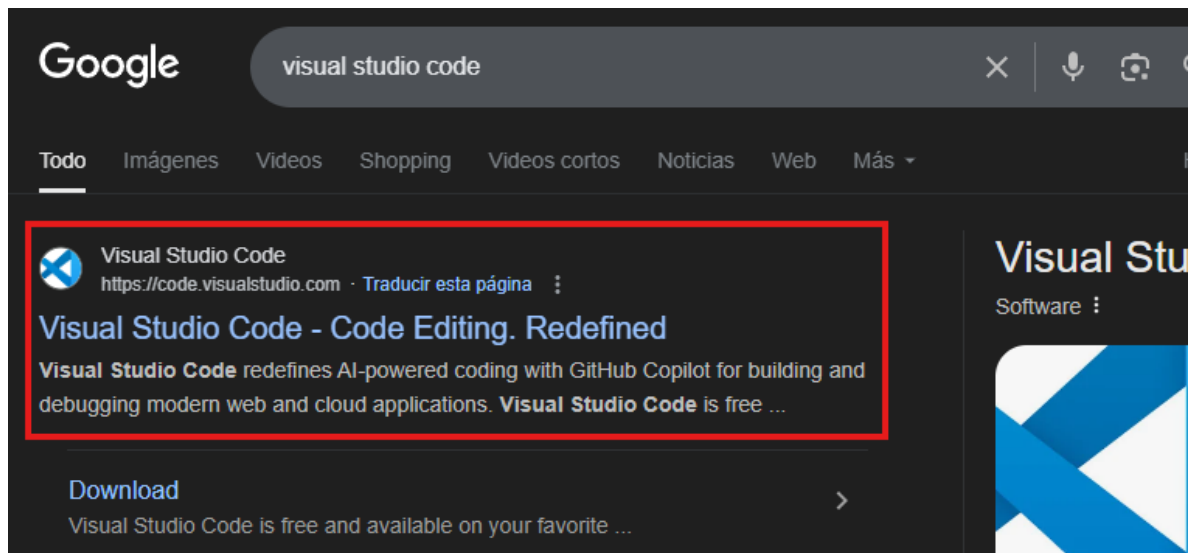 Google
visual studio code
Todo Imágenes Videos Shopping Videos cortos Noticias Web Más
Visual Studio Code
https://code.visualstudio.com · Traducir esta página
Visual Studio Code - Code Editing. Redefined
Visual Studio Code redefines AI-powered coding with GitHub Copilot for building and
debugging modern web and cloud applications. Visual Studio Code is free ...
Download
Visual Studio Code is free and available on your favorite ...
Visual Stu
Software